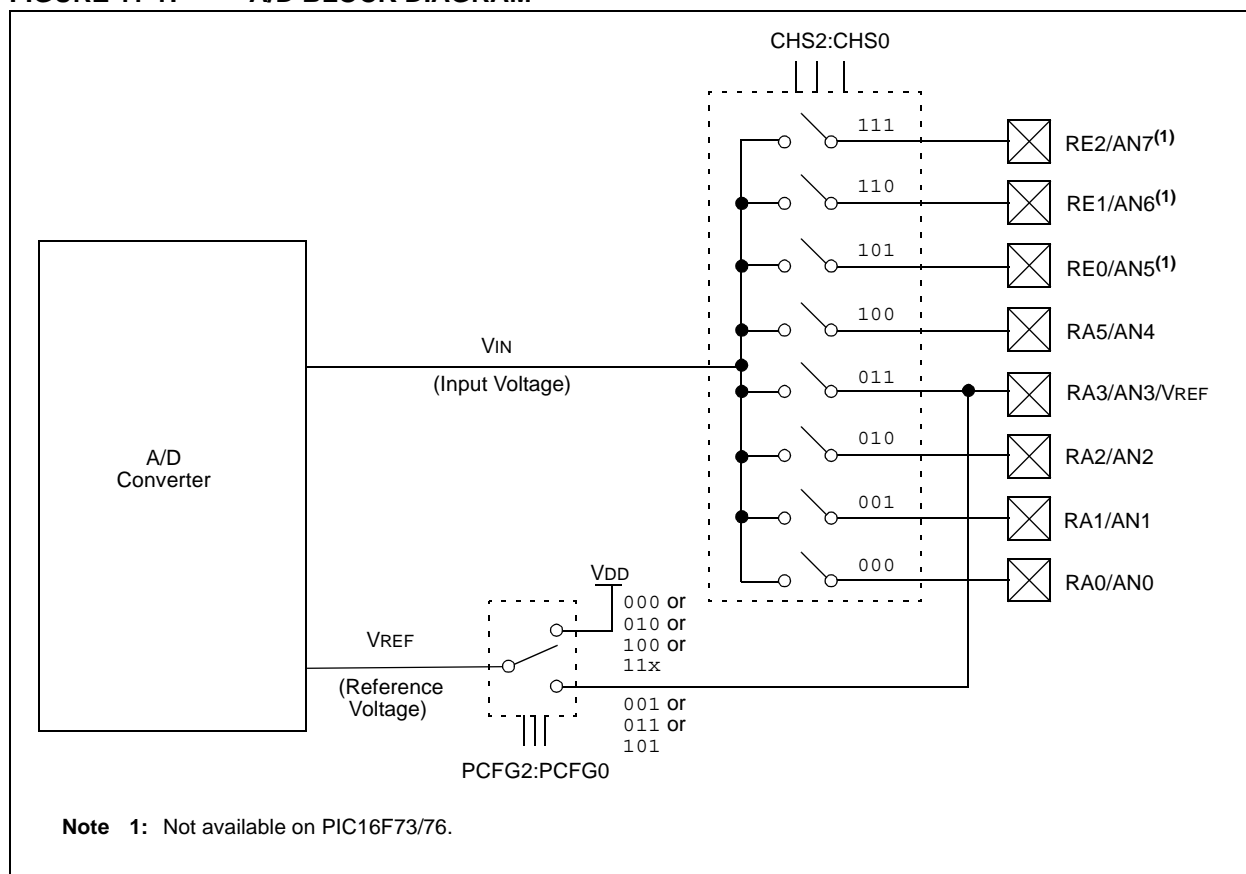 CHS2:CHS0
111
RE2/AN7(1)
110
RE1/AN6(1)
101
RE0/AN5(1)
100
RA5/AN4
VIN
(Input Voltage)
011
RA3/AN3/VREF
010
RA2/AN2
A/D
Converter
001
RA1/AN1
000
RA0/AN0
VDD
000 or
010 or
100 or
11x
VREF
(Reference
Voltage)
001 or
011 or
101
PCFG2:PCFG0
Note 1: Not available on PIC16F73/76.